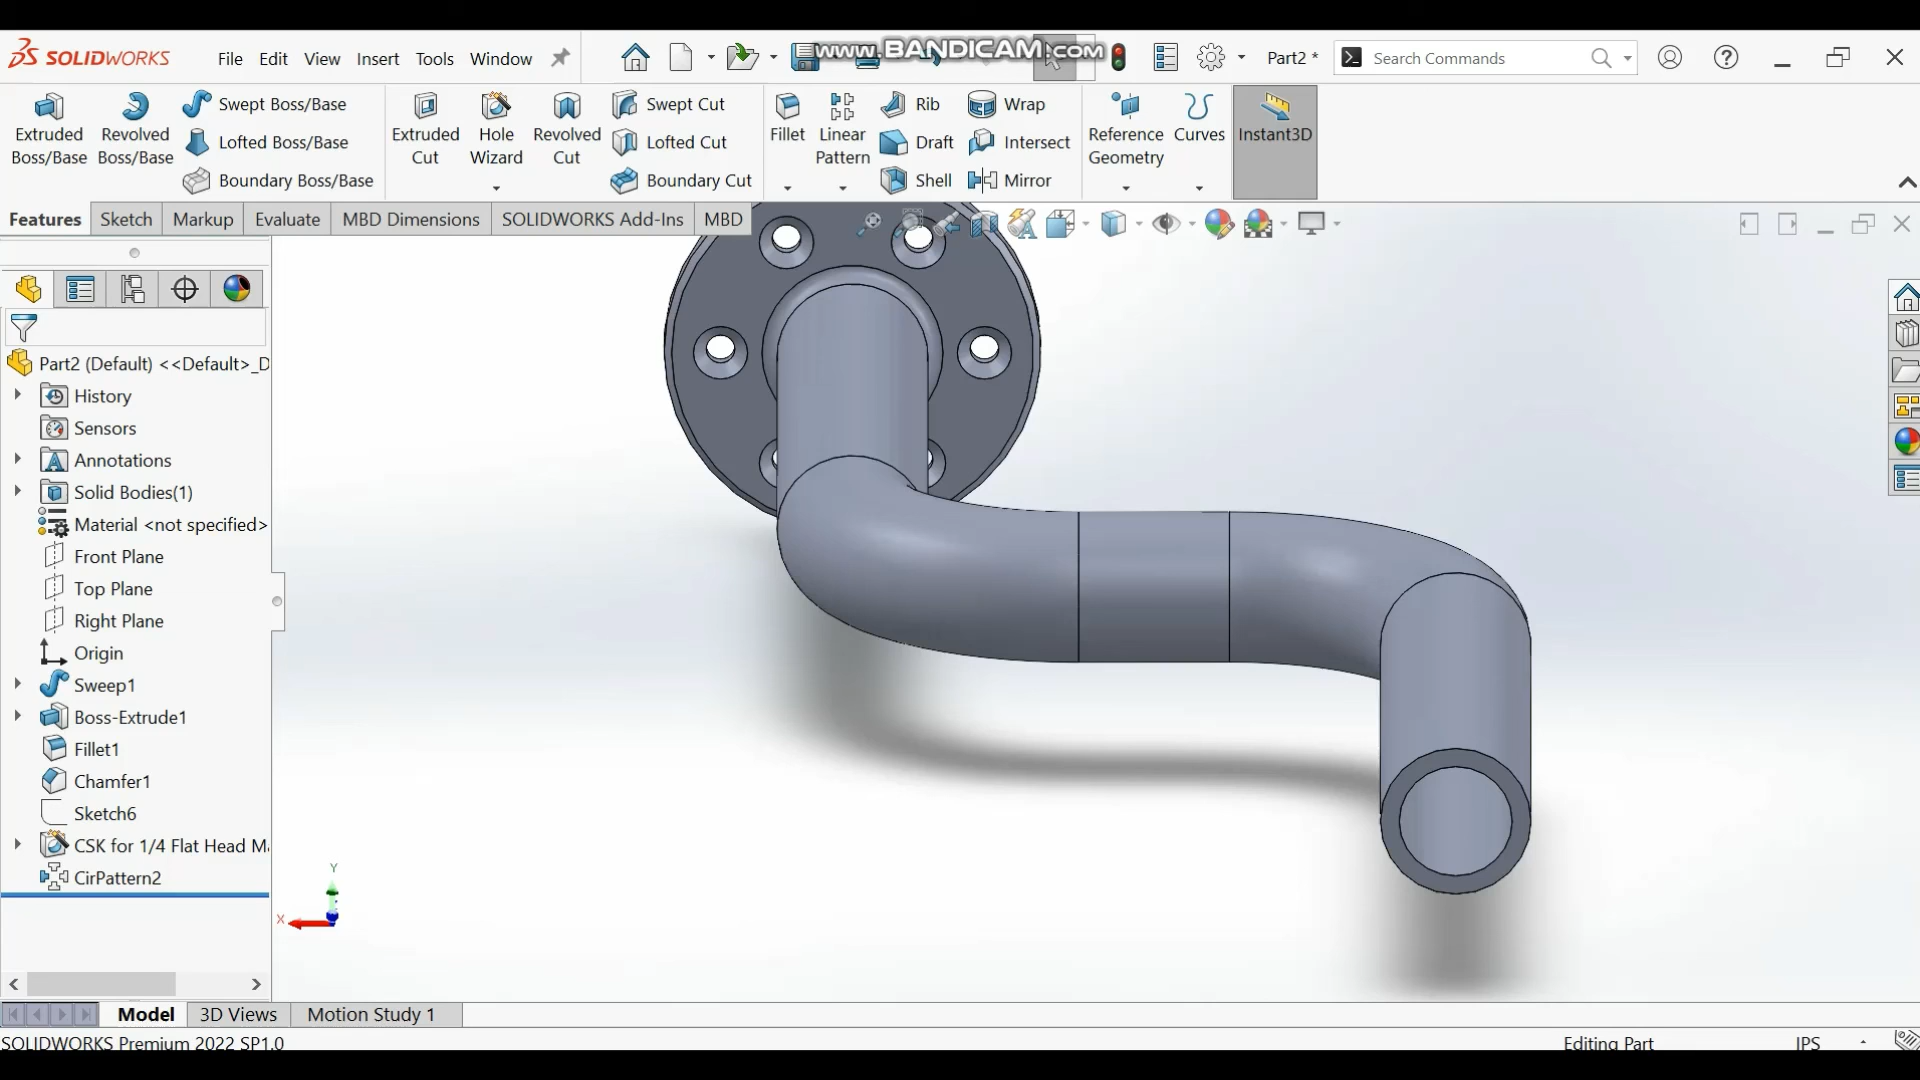 SOLIDWORKS File Edit View Insert Tools Window Part2 * Search Commands
www.BANDICAM.com
Extruded Boss/Base
Revolved Boss/Base
Swept Boss/Base
Lofted Boss/Base
Boundary Boss/Base
Extruded Cut
Hole Wizard
Revolved Cut
Swept Cut
Lofted Cut
Boundary Cut
Fillet
Linear Pattern
Rib
Draft
Shell
Wrap
Intersect
Mirror
Reference Geometry
Curves
Instant3D
Features Sketch Markup Evaluate MBD Dimensions SOLIDWORKS Add-Ins MBD
Part2 (Default) <<Default>_D
History
Sensors
Annotations
Solid Bodies(1)
Material <not specified>
Front Plane
Top Plane
Right Plane
Origin
Sweep1
Boss-Extrude1
Fillet1
Chamfer1
Sketch6
CSK for 1/4 Flat Head Ma
CirPattern2
Y
X
Model 3D Views Motion Study 1
SOLIDWORKS Premium 2022 SP1.0 Editing Part IPS